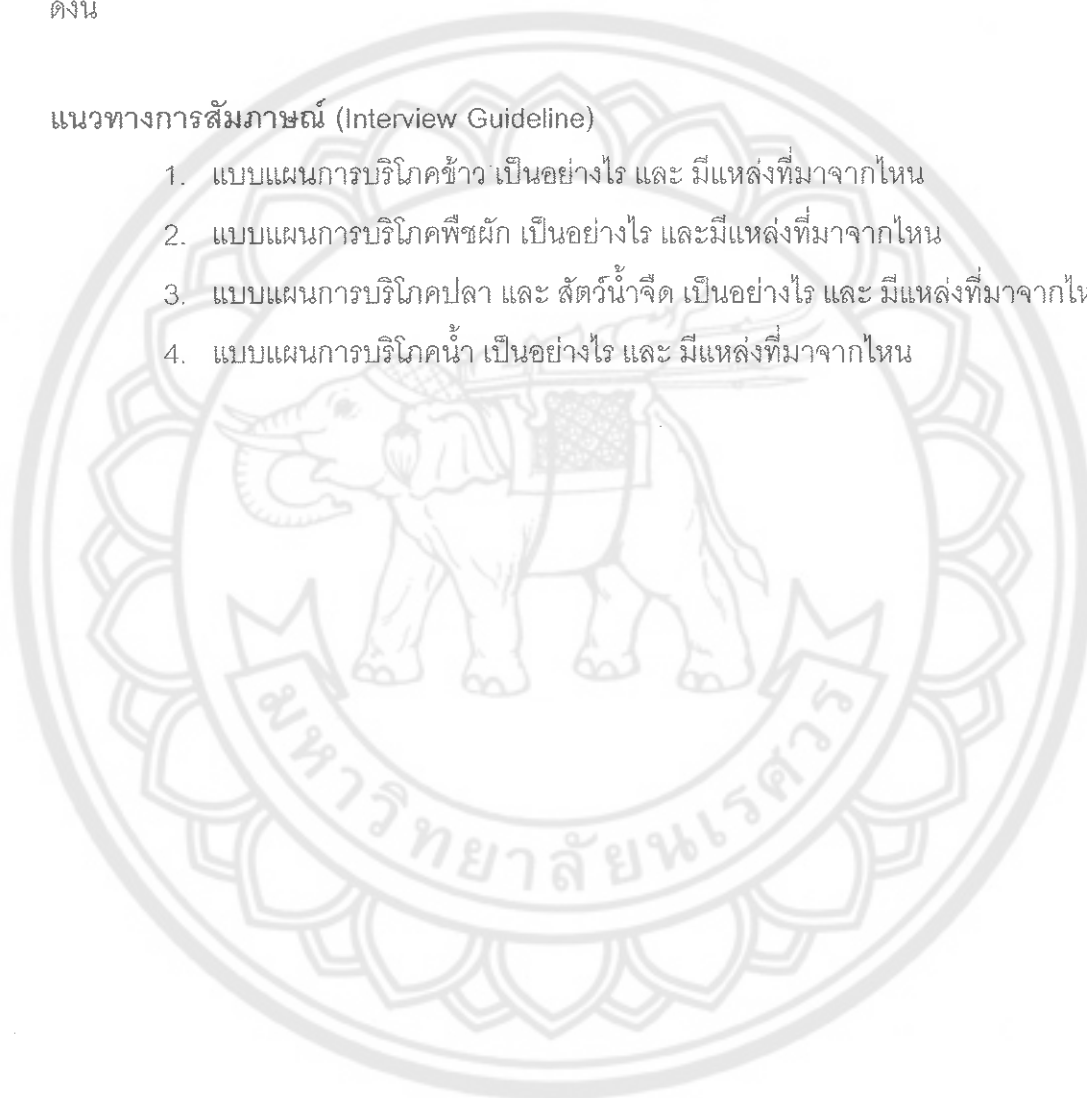 ดังนี้
แนวทางการสัมภาษณ์ (Interview Guideline)
1. แบบแผนการบริโภคข้าว เป็นอย่างไร และ มีแหล่งที่มาจากไหน
2. แบบแผนการบริโภคพืชผัก เป็นอย่างไร และมีแหล่งที่มาจากไหน
3. แบบแผนการบริโภคปลา และ สัตว์น้ำจืด เป็นอย่างไร และ มีแหล่งที่มาจากไห
4. แบบแผนการบริโภคน้ำ เป็นอย่างไร และ มีแหล่งที่มาจากไหน
มหาวิทยาลัยนเรศวร